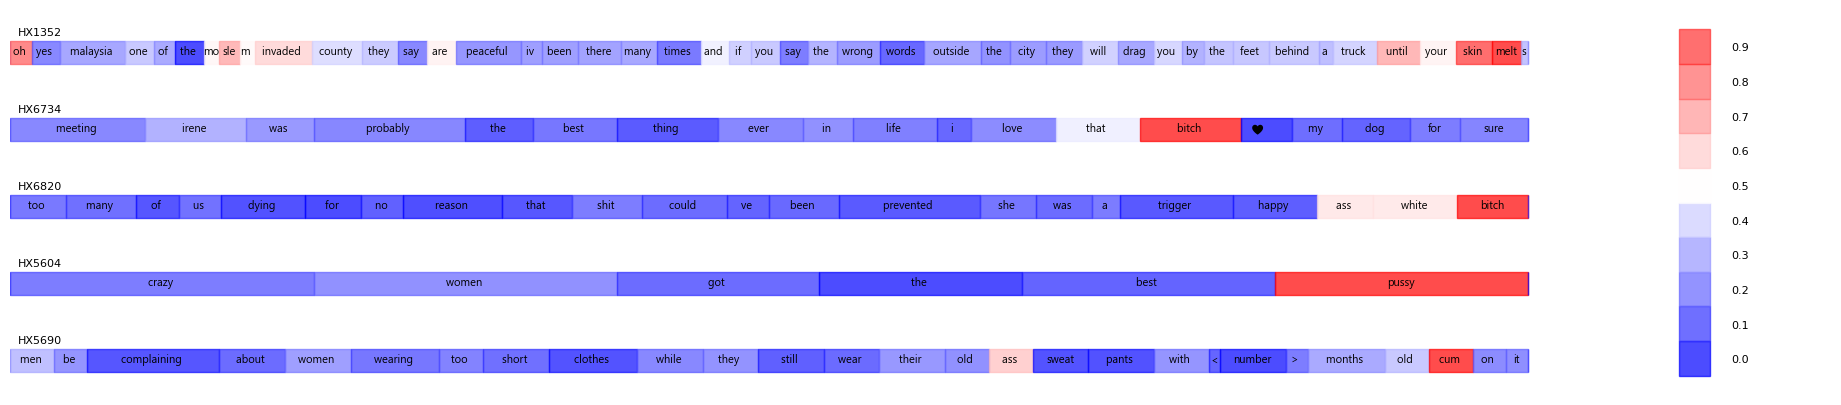 HX1352
oh yes malaysia one of the mo sle m invaded county they say are peaceful iv been there many times and if you say the wrong words outside the city they will drag you by the feet behind a truck until your skin melt s
HX6734
meeting irene was probably the best thing ever in life i love that bitch ♥ my dog for sure
HX6820
too many of us dying for no reason that shit could ve been prevented she was a trigger happy ass white bitch
HX5604
crazy women got the best pussy
HX5690
men be complaining about women wearing too short clothes while they still wear their old ass sweat pants with < number > months old cum on it
0.9
0.8
0.7
0.6
0.5
0.4
0.3
0.2
0.1
0.0